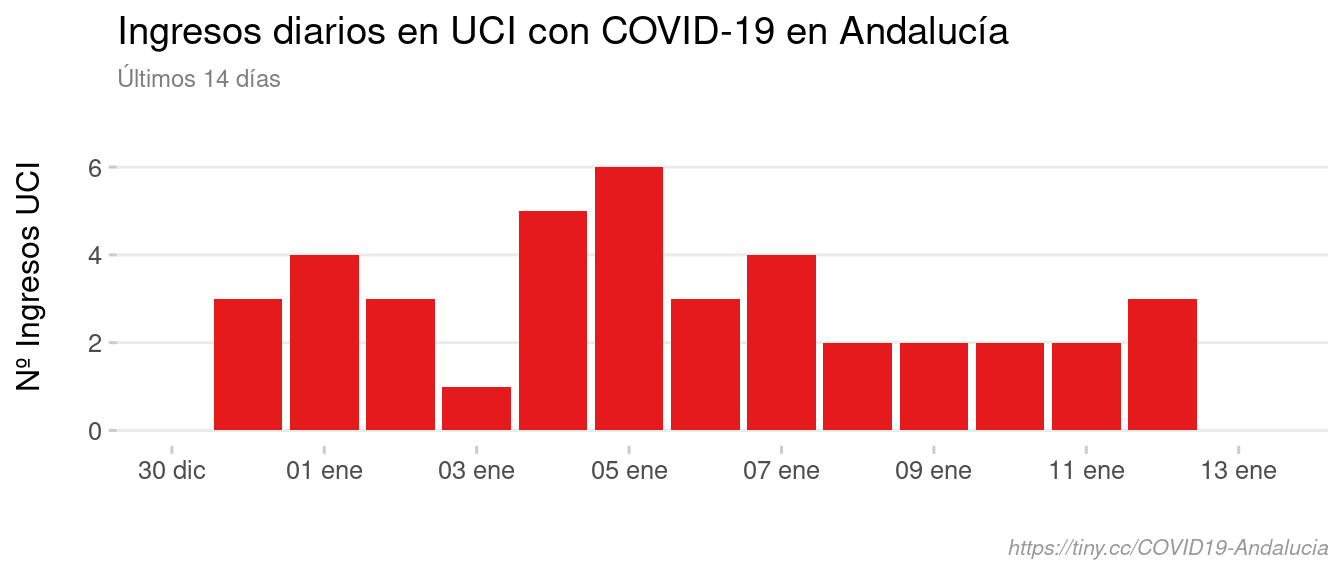 Ingresos diarios en UCI con COVID-19 en Andalucía
Últimos 14 días
Nº Ingresos UCI
6
4
2
0
30 dic 01 ene 03 ene 05 ene 07 ene 09 ene 11 ene 13 ene
https://tiny.cc/COVID19-Andalucia